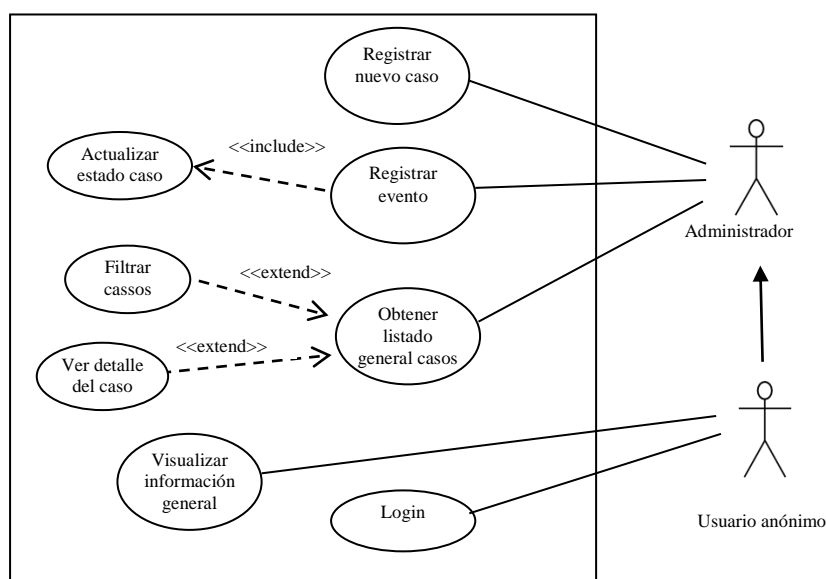 Registrar
nuevo caso
<<include>>
Actualizar
estado caso
Registrar
evento
Administrador
Filtrar
cassos
<<extend>>
Obtener
listado
general casos
<<extend>>
Ver detalle
del caso
Visualizar
información
general
Login
Usuario anónimo